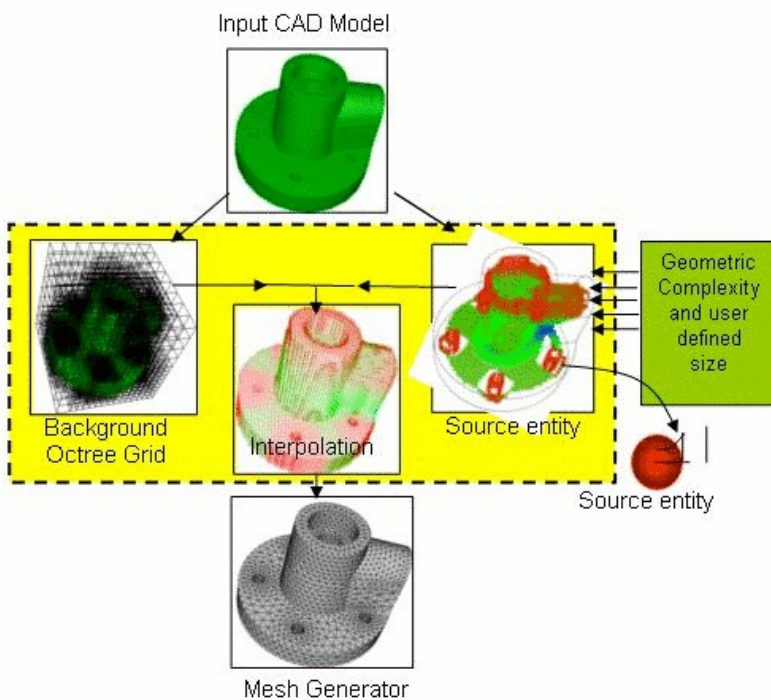 Input CAD Model
Geometric
Complexity
and user
defined
size
Background
Octree Grid
Interpolation
Source entity
Source entity
Mesh Generator